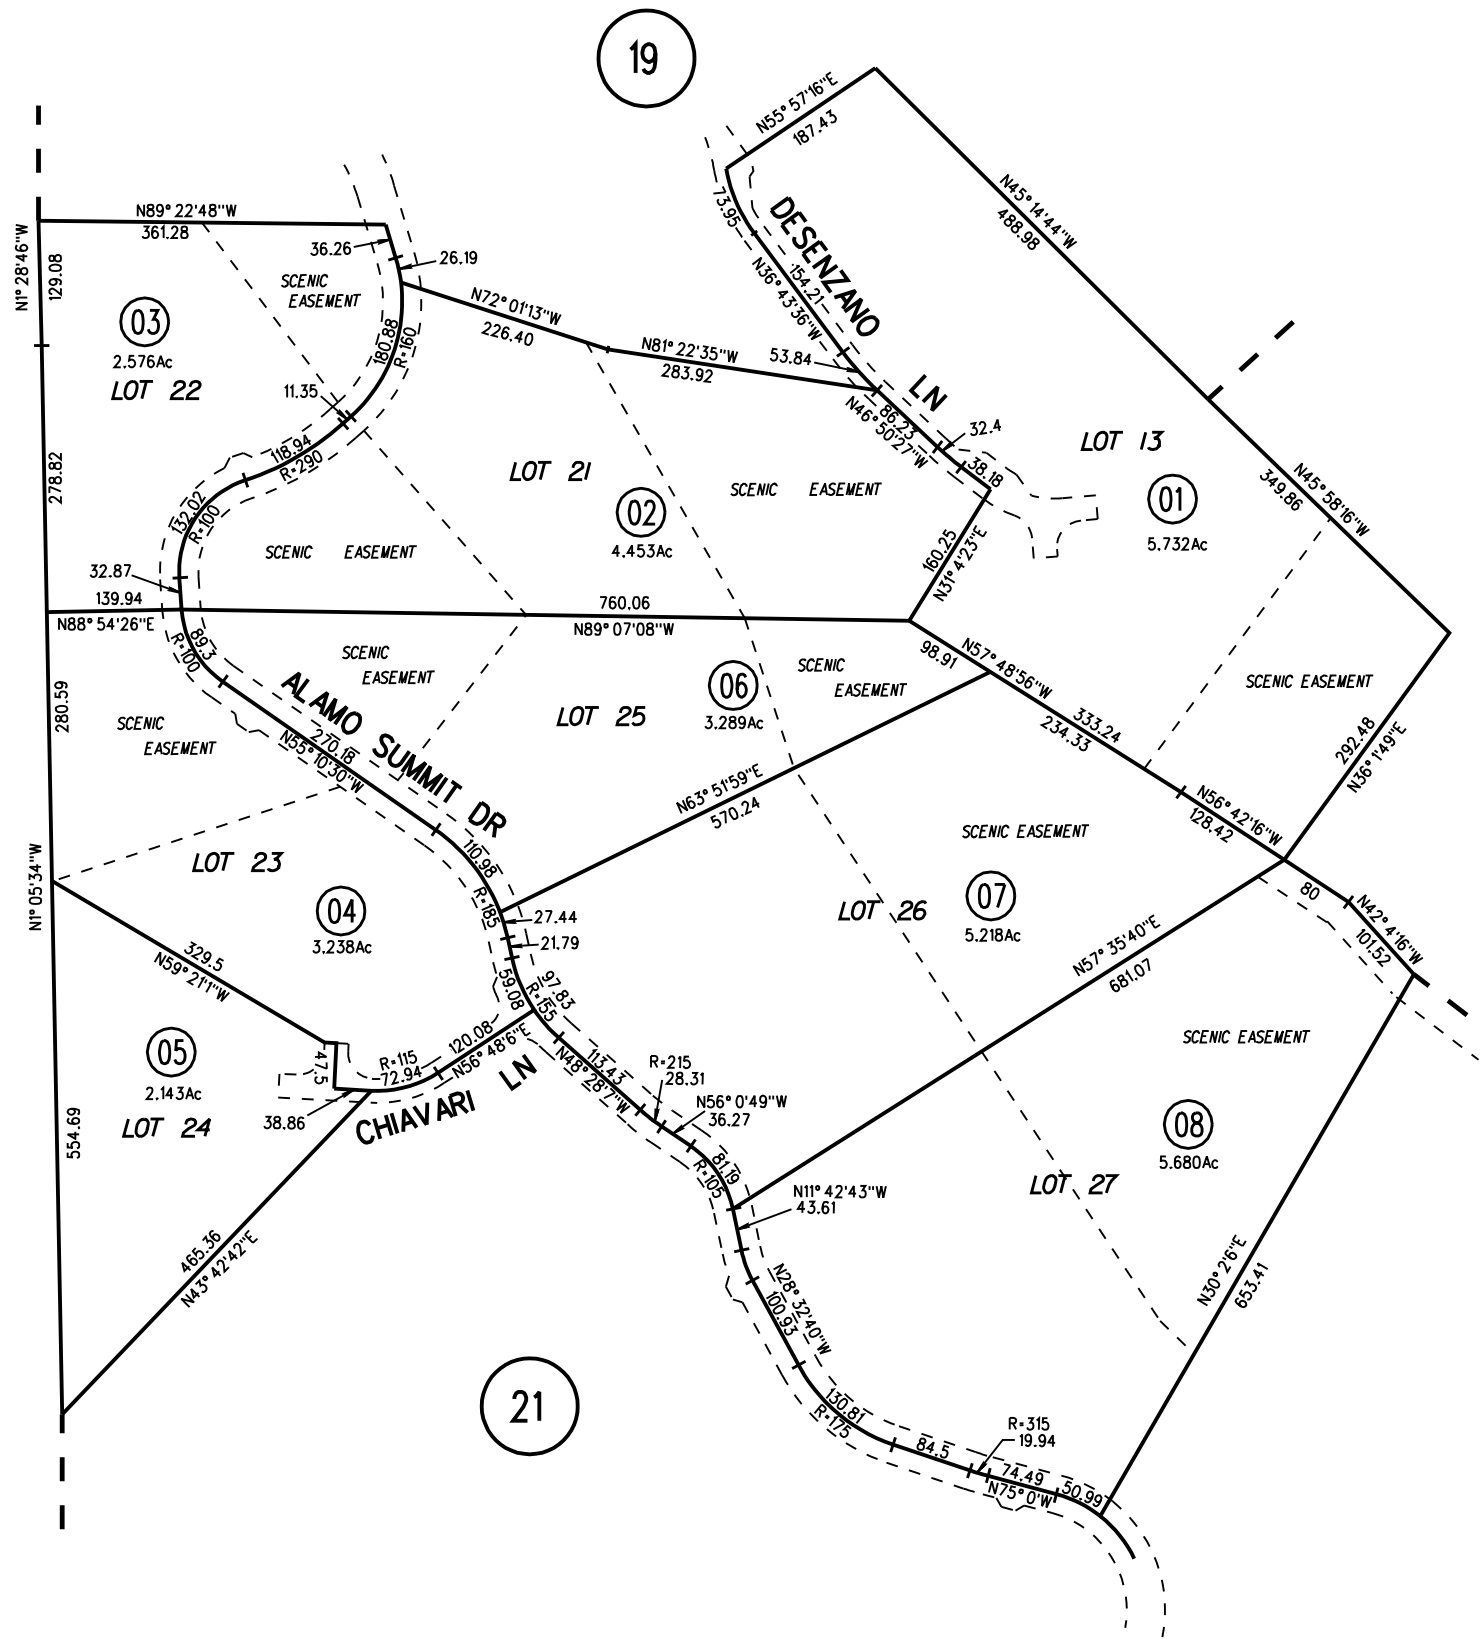 19
N55° 57'16"E
187.43
N45° 14'44"W
488.98
73.95
DESENZANO
LN
154.21
N36° 43'36"W
N89° 22'48"W
361.28
N1° 28'46"W
129.08
36.26
26.19
SCENIC
EASEMENT
03
2.576Ac
LOT 22
180.88
R=160
11.35
N72° 01'13"W
226.40
N81° 22'35"W
283.92
53.84
86.23
N46° 50'27"W
32.4
38.18
LOT 13
01
5.732Ac
N45° 58'16"W
349.86
278.82
118.94
R=290
132.02
R=100
LOT 21
02
4.453Ac
SCENIC EASEMENT
SCENIC EASEMENT
160.25
N31° 4'23"E
32.87
139.94
N88° 54'26"E
760.06
N89° 07'08"W
89.3
R=100
98.91
N57° 48'56"W
333.24
234.33
SCENIC EASEMENT
292.48
N36° 1'49"E
280.59
SCENIC
EASEMENT
SCENIC
EASEMENT
ALAMO SUMMIT DR
270.18
N55° 10'30"W
LOT 25
06
3.289Ac
SCENIC
EASEMENT
N63° 51'59"E
570.24
N56° 42'16"W
128.42
SCENIC EASEMENT
80
N42° 4'16"W
101.52
N1° 05'34"W
LOT 23
04
3.238Ac
110.98
R=185
27.44
21.79
LOT 26
07
5.218Ac
N57° 35'40"E
681.07
329.5
N59° 21'1"W
59.08
97.83
R=155
05
2.143Ac
LOT 24
47.5
R=115
72.94
38.86
120.08
N56° 48'6"E
CHIAVARI LN
113.43
N48° 28'7"W
R=215
28.31
N56° 0'49"W
36.27
81.19
R=105
SCENIC EASEMENT
08
5.680Ac
LOT 27
554.69
465.36
N43° 42'42"E
N11° 42'43"W
43.61
N28° 32'40"W
100.93
N30° 2'6"E
653.41
21
130.81
R=175
84.5
R=315
19.94
74.49
N75° 0'W
50.99